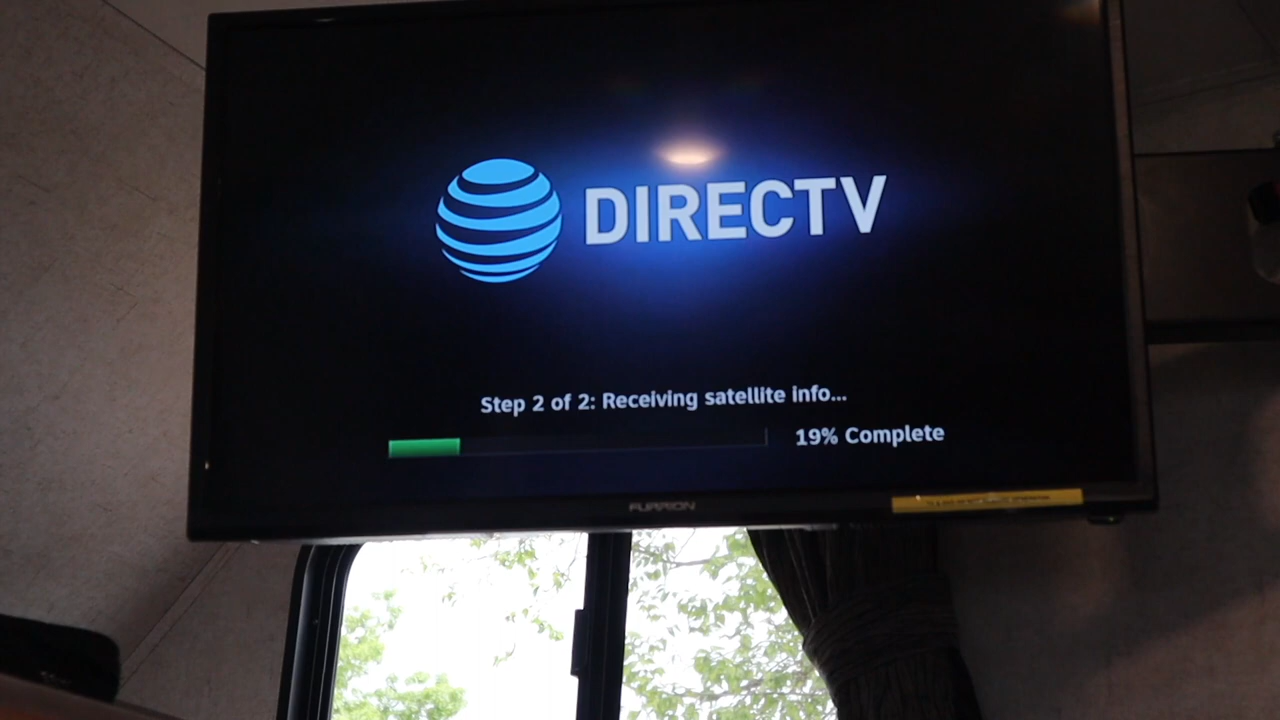 DIRECTV
Step 2 of 2: Receiving satellite info...
19% Complete
FURRION